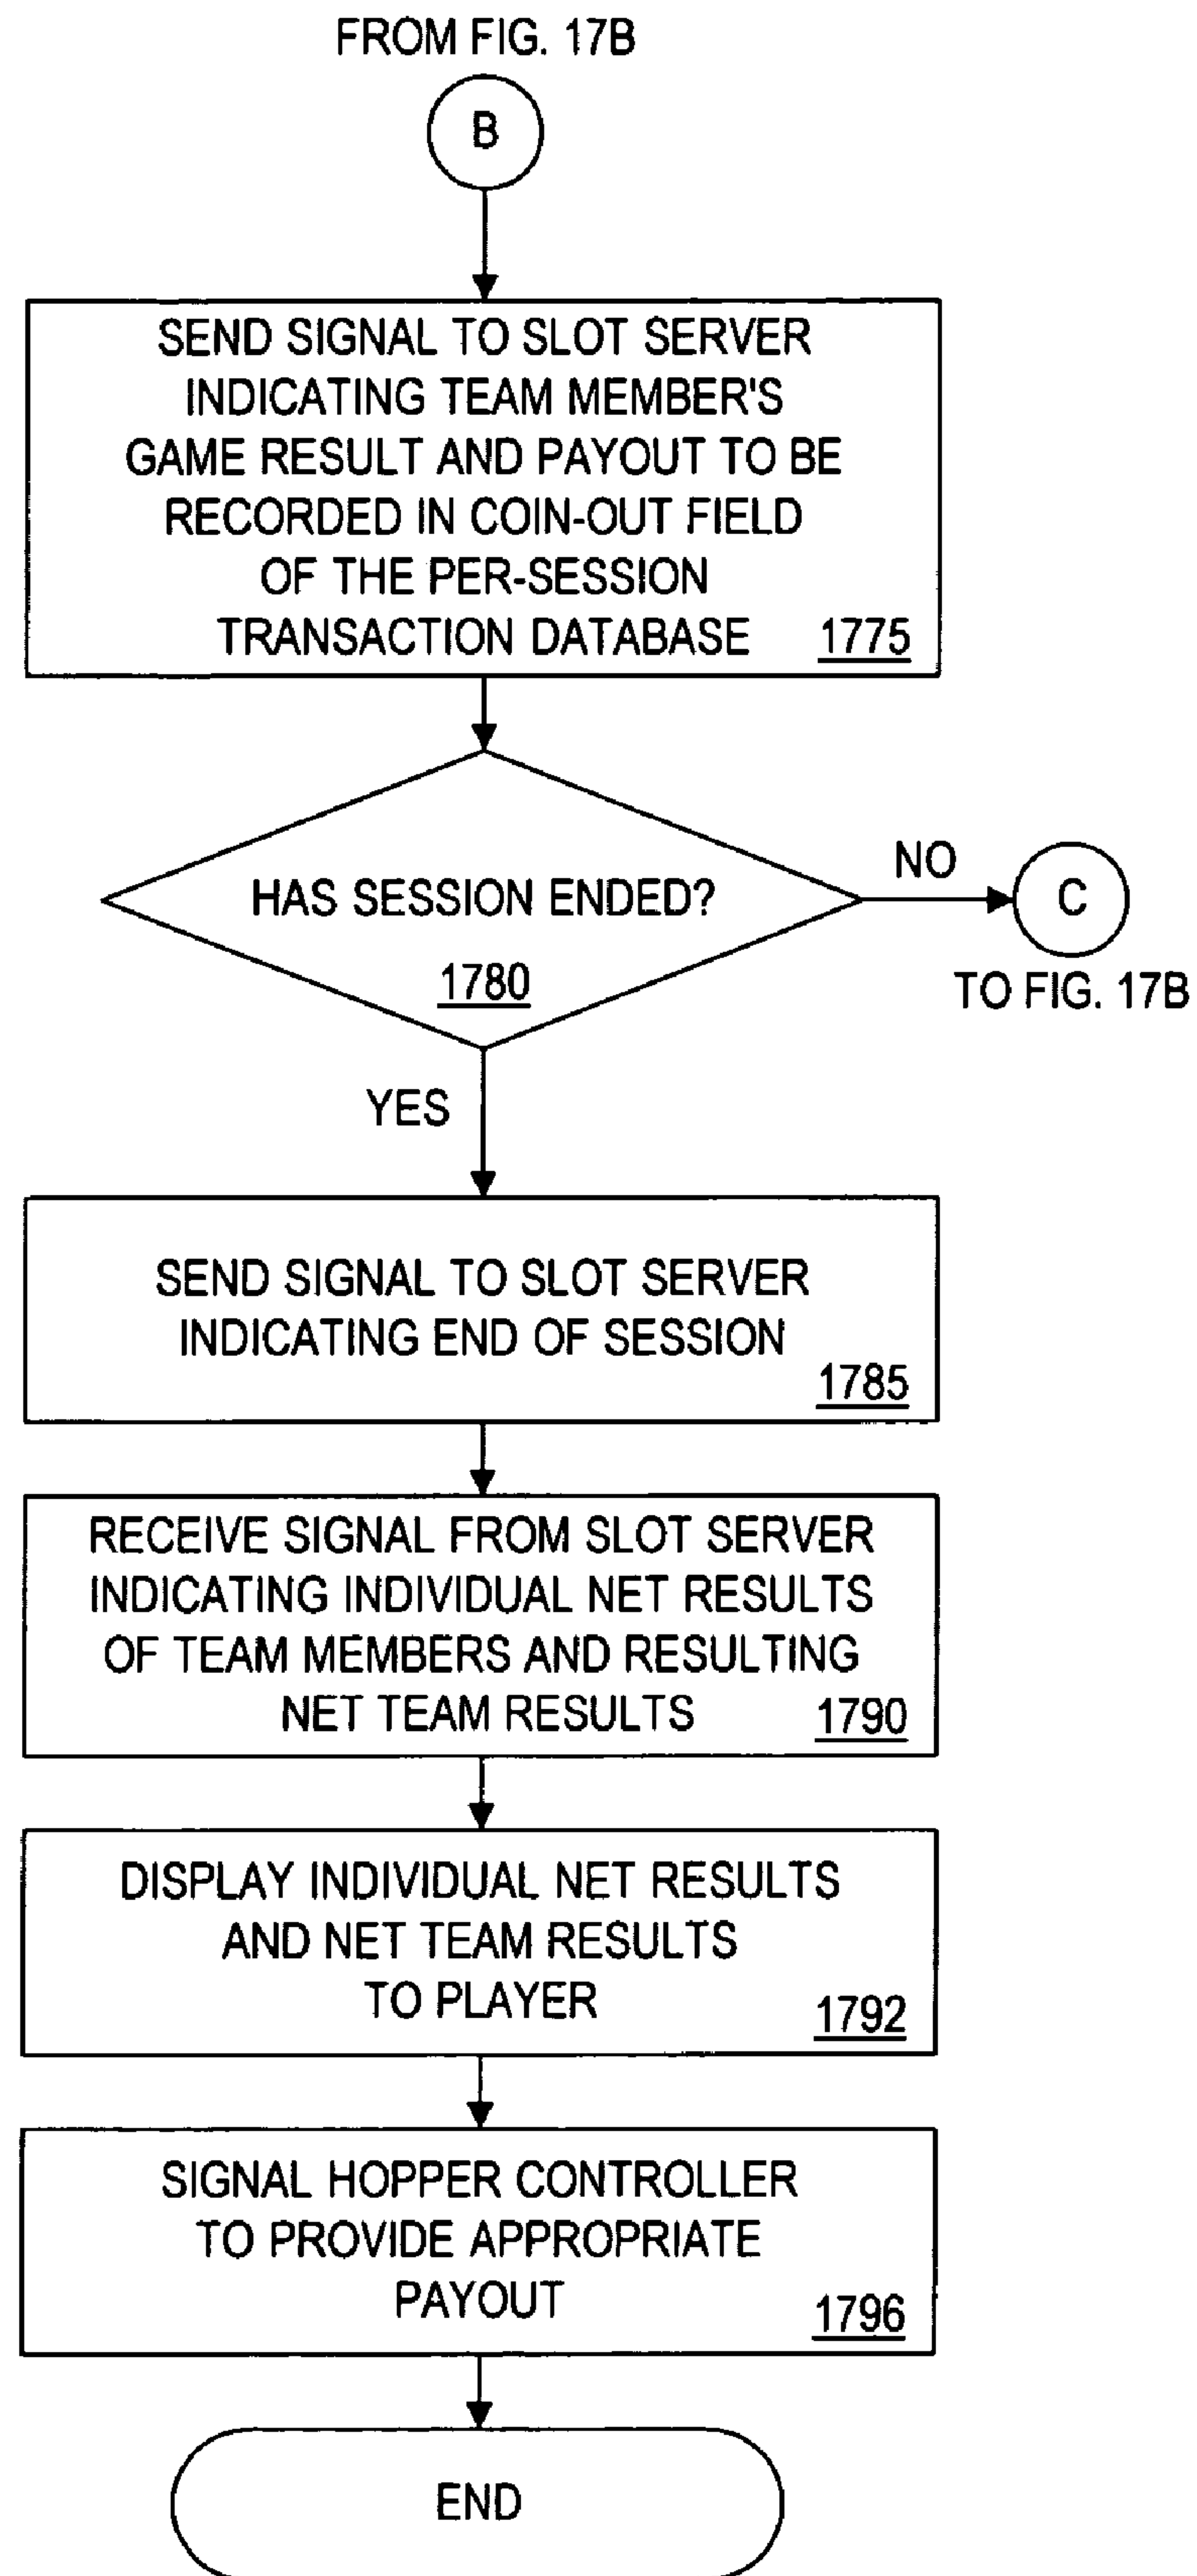 FROM FIG. 17B
B
SEND SIGNAL TO SLOT SERVER
INDICATING TEAM MEMBER'S
GAME RESULT AND PAYOUT TO BE
RECORDED IN COIN-OUT FIELD
OF THE PER-SESSION
TRANSACTION DATABASE 1775
HAS SESSION ENDED?
1780
NO
C
TO FIG. 17B
YES
SEND SIGNAL TO SLOT SERVER
INDICATING END OF SESSION
1785
RECEIVE SIGNAL FROM SLOT SERVER
INDICATING INDIVIDUAL NET RESULTS
OF TEAM MEMBERS AND RESULTING
NET TEAM RESULTS 1790
DISPLAY INDIVIDUAL NET RESULTS
AND NET TEAM RESULTS
TO PLAYER 1792
SIGNAL HOPPER CONTROLLER
TO PROVIDE APPROPRIATE
PAYOUT 1796
END